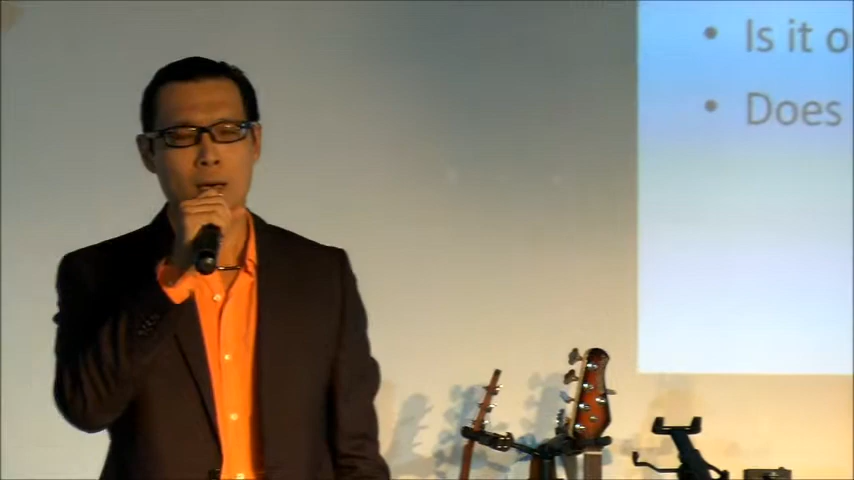 • Is it o
• Does